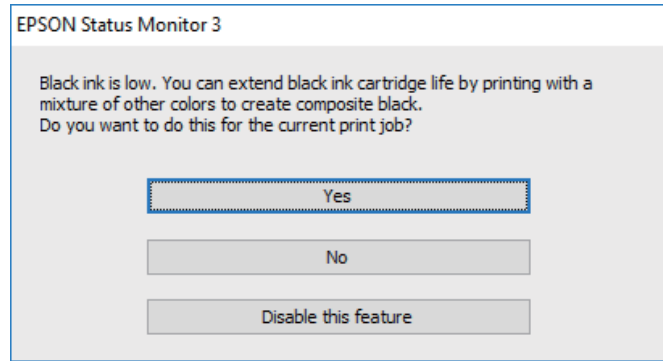 EPSON Status Monitor 3
Black ink is low. You can extend black ink cartridge life by printing with a
mixture of other colors to create composite black.
Do you want to do this for the current print job?
Yes
No
Disable this feature